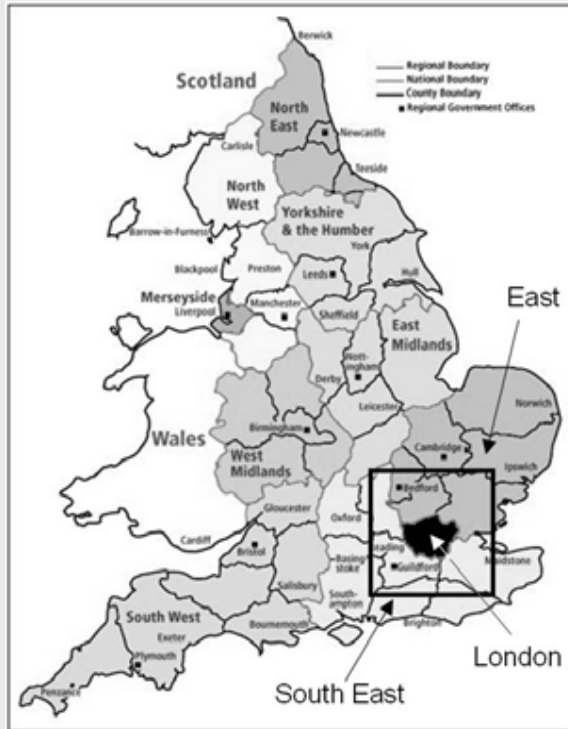 Berwick
Scotland
Regional Boundary
National Boundary
County Boundary
Regional Government Offices
North
East
Newcastle
Carlisle
Teeside
North
West
Yorkshire
& the Humber
Barrow-in-Furness
York
Blackpool
Preston
Leeds
Hull
Merseyside
Liverpool
Manchester
Sheffield
East
East
Midlands
Derby
Nott-
ingham
Norwich
Leicester
Birmingham
Wales
Cambridge
West
Midlands
Ipswich
Bedford
Gloucester
Oxford
Cardiff
Bristol
eading
Guildford
Maidstone
Basing-
stoke
Salisbury
South-
ampton
South West
Exeter
Bournemouth
Brighton
Plymouth
London
Penzance
South East